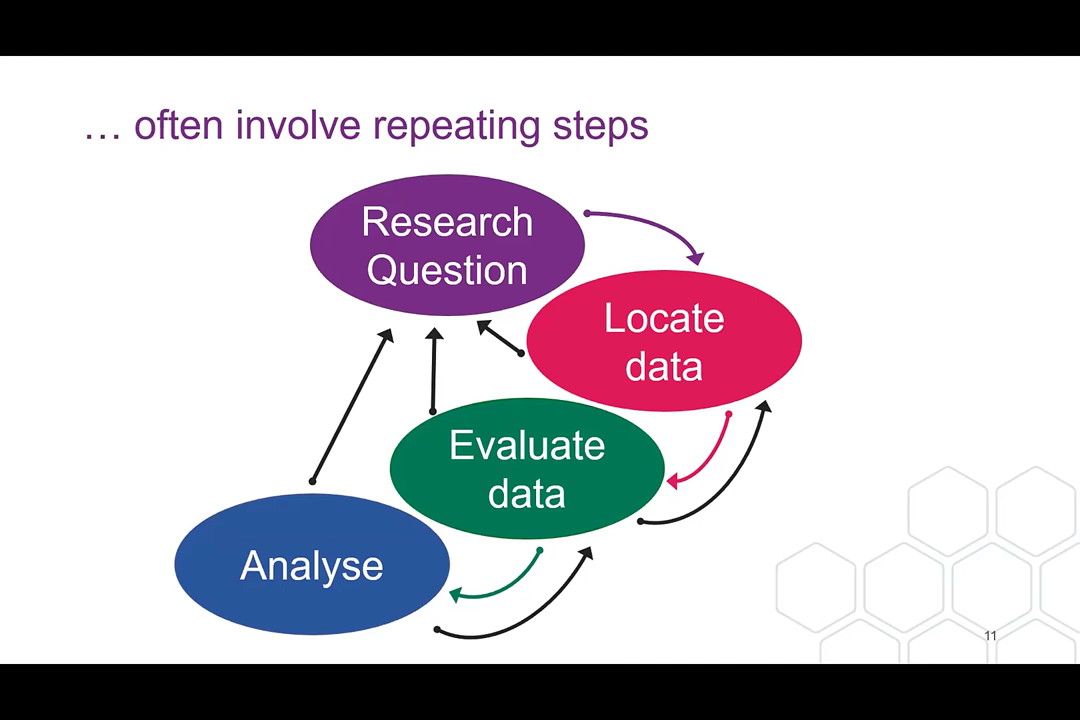 … often involve repeating steps
Research
Question
Locate
data
Evaluate
data
Analyse
11